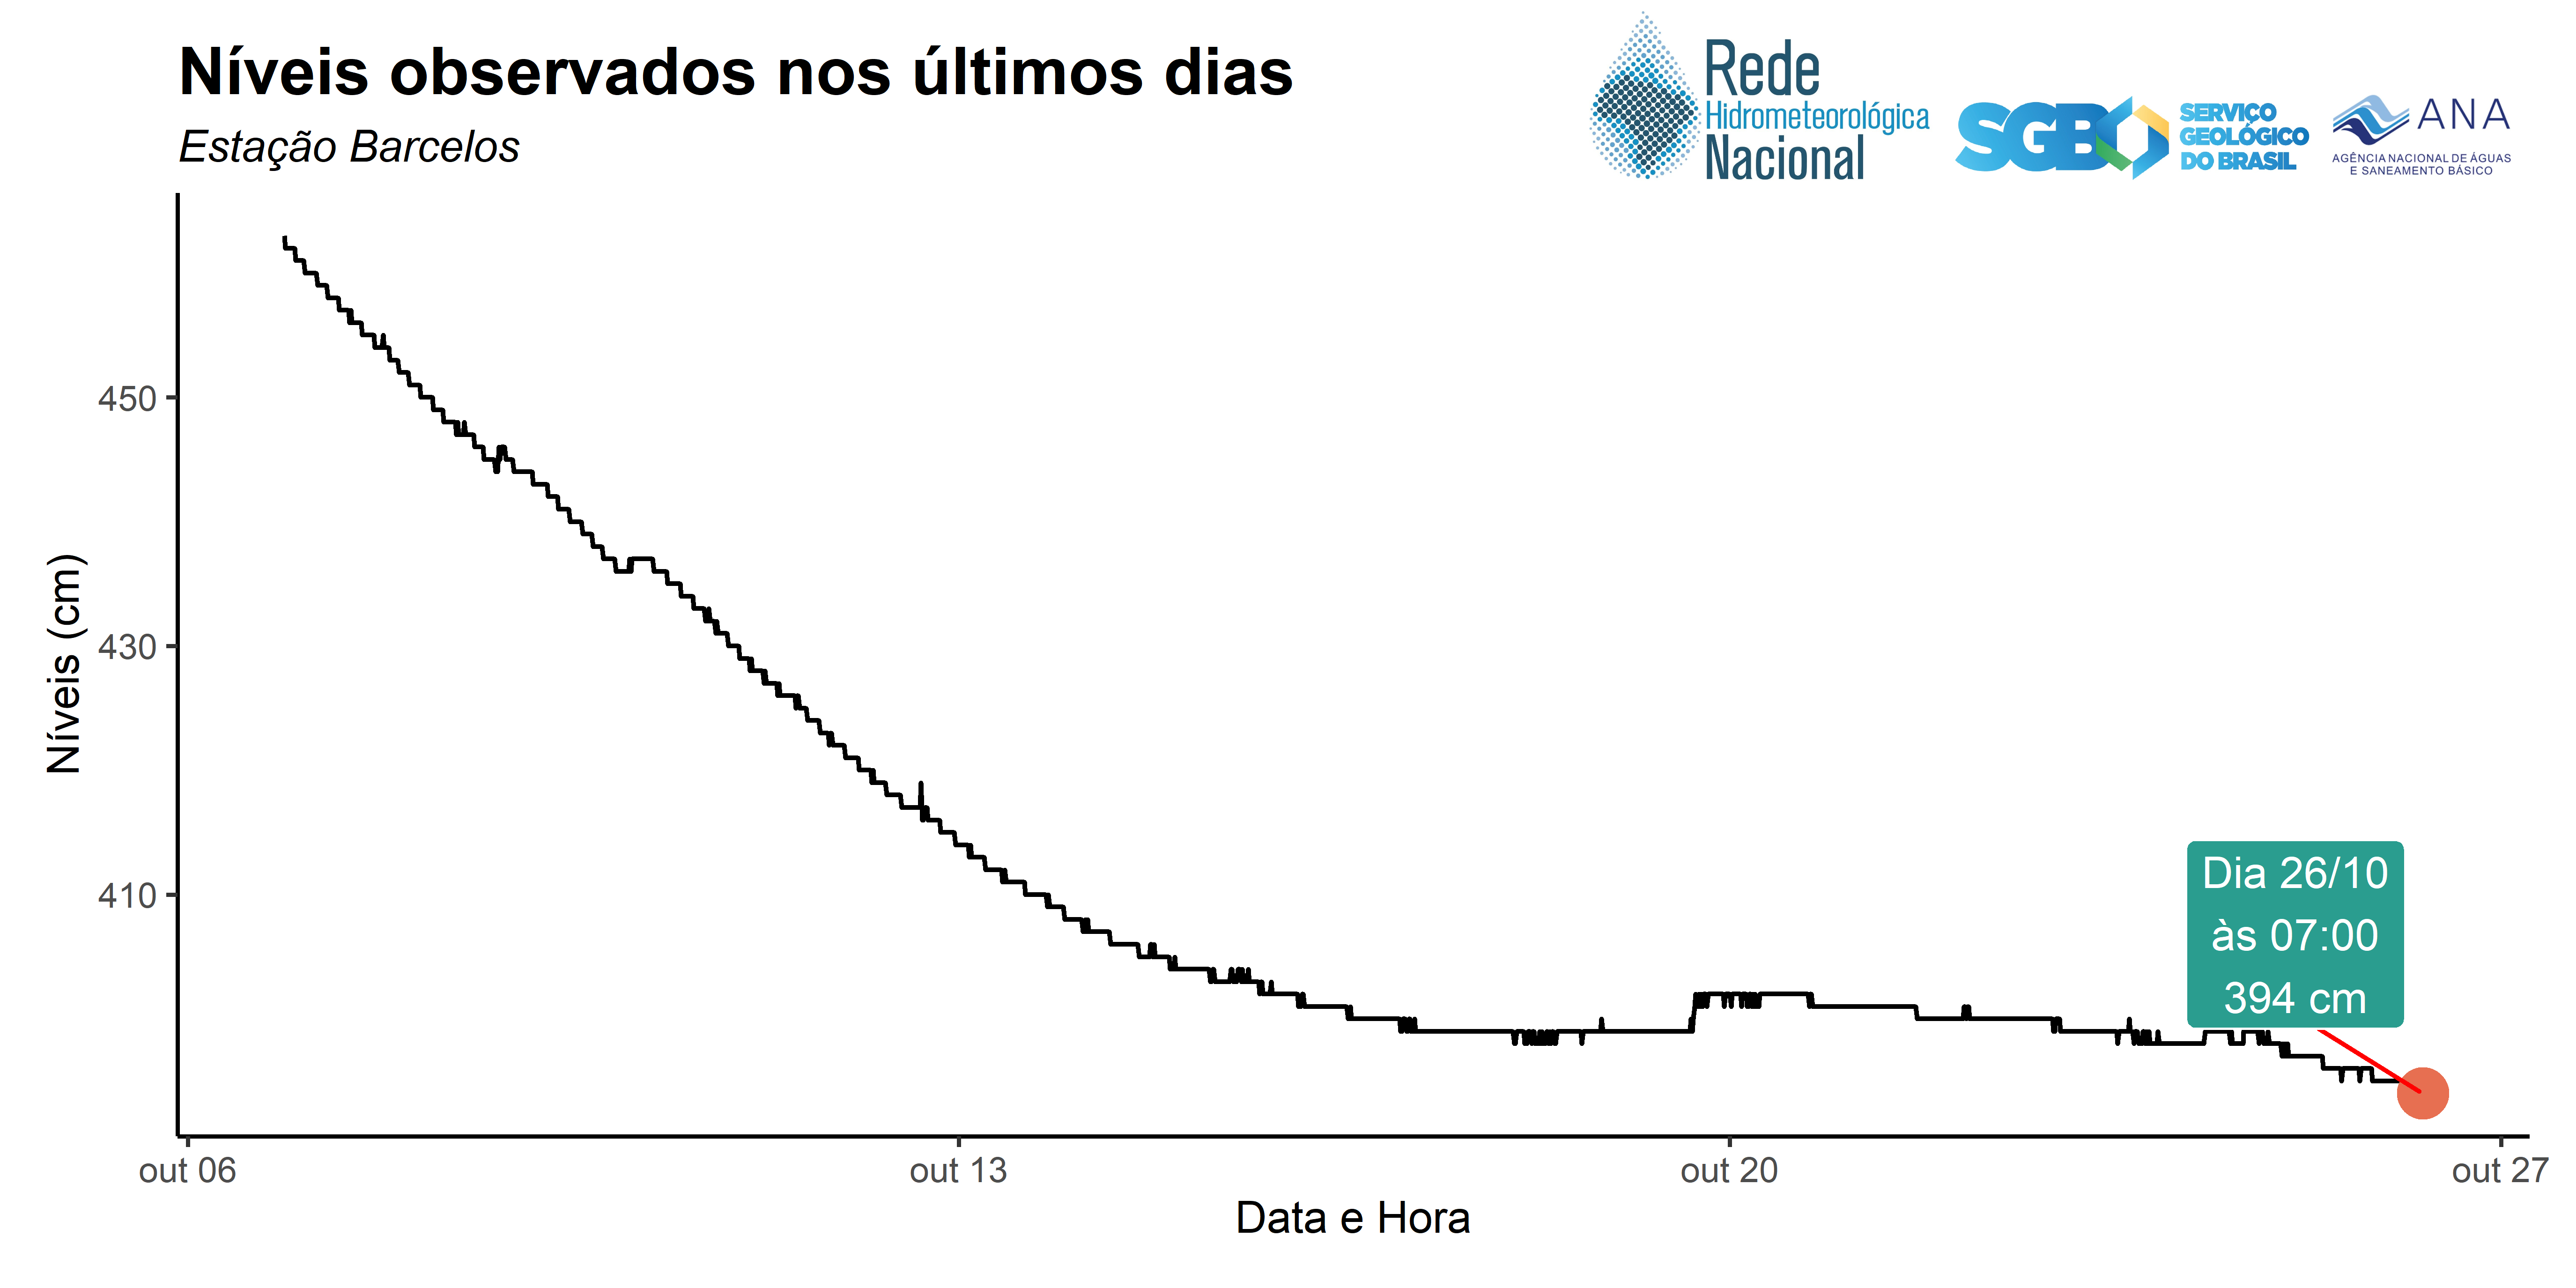 Níveis observados nos últimos dias
Estação Barcelos
Rede
Hidrometeorológica
Nacional
SGB
SERVIÇO
GEOLÓGICO
DO BRASIL
ANA
AGÊNCIA NACIONAL DE ÁGUAS
E SANEAMENTO BÁSICO
Níveis (cm)
450
430
410
Dia 26/10
às 07:00
394 cm
out 06
out 13
out 20
out 27
Data e Hora